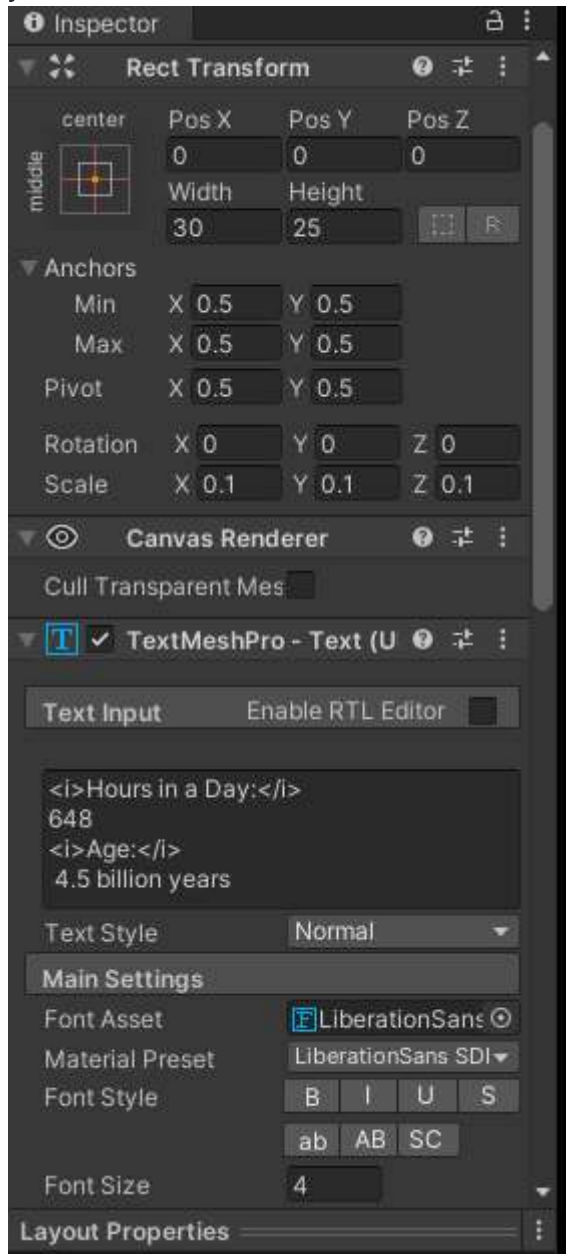 Inspector
Rect Transform
center Pos X Pos Y Pos Z
middle 0 0 0
Width Height
30 25 R
Anchors
Min X 0.5 Y 0.5
Max X 0.5 Y 0.5
Pivot X 0.5 Y 0.5
Rotation X 0 Y 0 Z 0
Scale X 0.1 Y 0.1 Z 0.1
Canvas Renderer
Cull Transparent Mes
T TextMeshPro - Text (U
Text Input Enable RTL Editor
<i>Hours in a Day:</i>
648
<i>Age:</i>
4.5 billion years
Text Style Normal
Main Settings
Font Asset F LiberationSans
Material Preset LiberationSans SDF
Font Style B I U S
ab AB SC
Font Size 4
Layout Properties